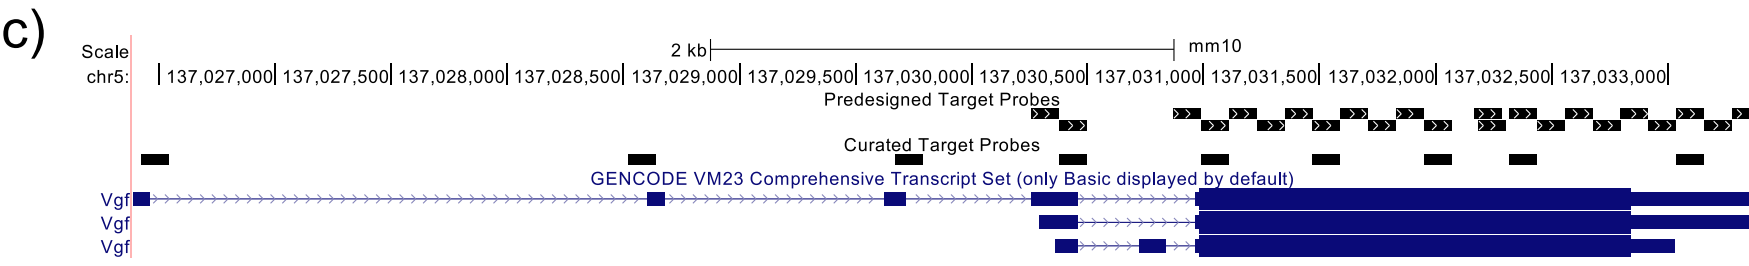 c)
Scale 2 kb mm10
chr5: 137,027,000 137,027,500 137,028,000 137,028,500 137,029,000 137,029,500 137,030,000 137,030,500 137,031,000 137,031,500 137,032,000 137,032,500 137,033,000
Predesigned Target Probes
Curated Target Probes
GENCODE VM23 Comprehensive Transcript Set (only Basic displayed by default)
Vgf
Vgf
Vgf